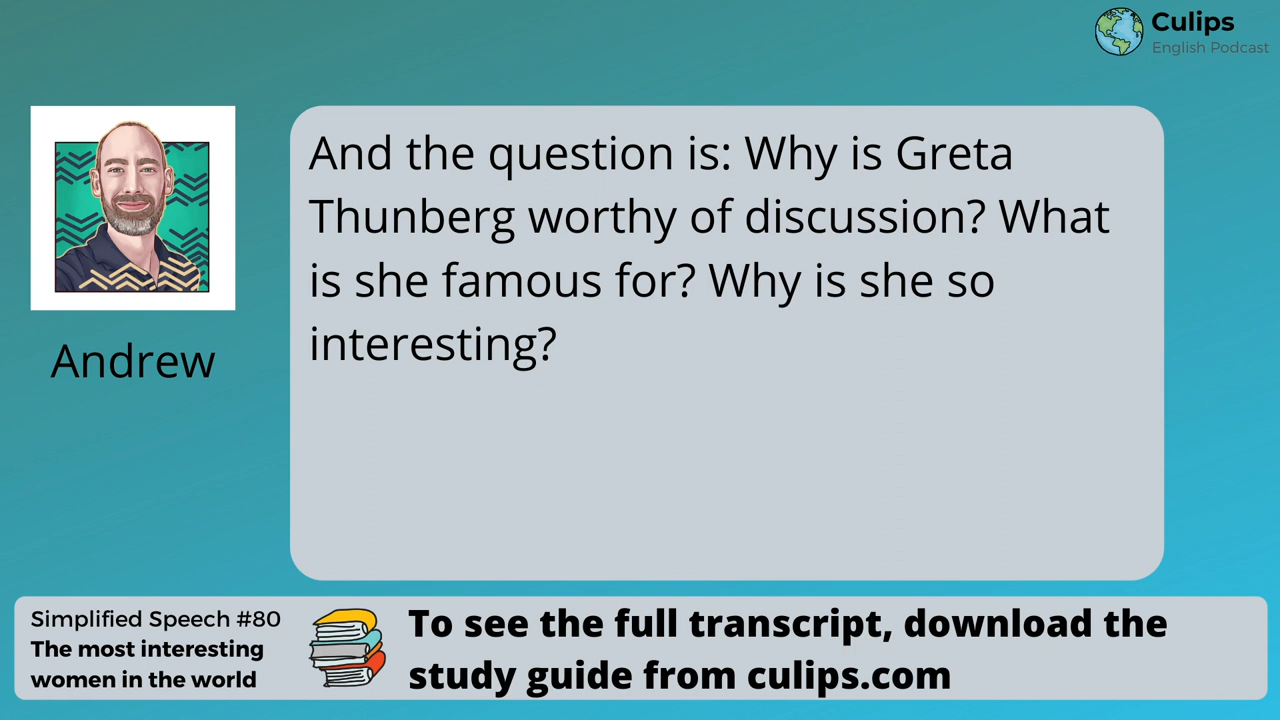 Culips
English Podcast
And the question is: Why is Greta
Thunberg worthy of discussion? What
is she famous for? Why is she so
interesting?
Andrew
Simplified Speech #80
The most interesting
women in the world
To see the full transcript, download the
study guide from culips.com